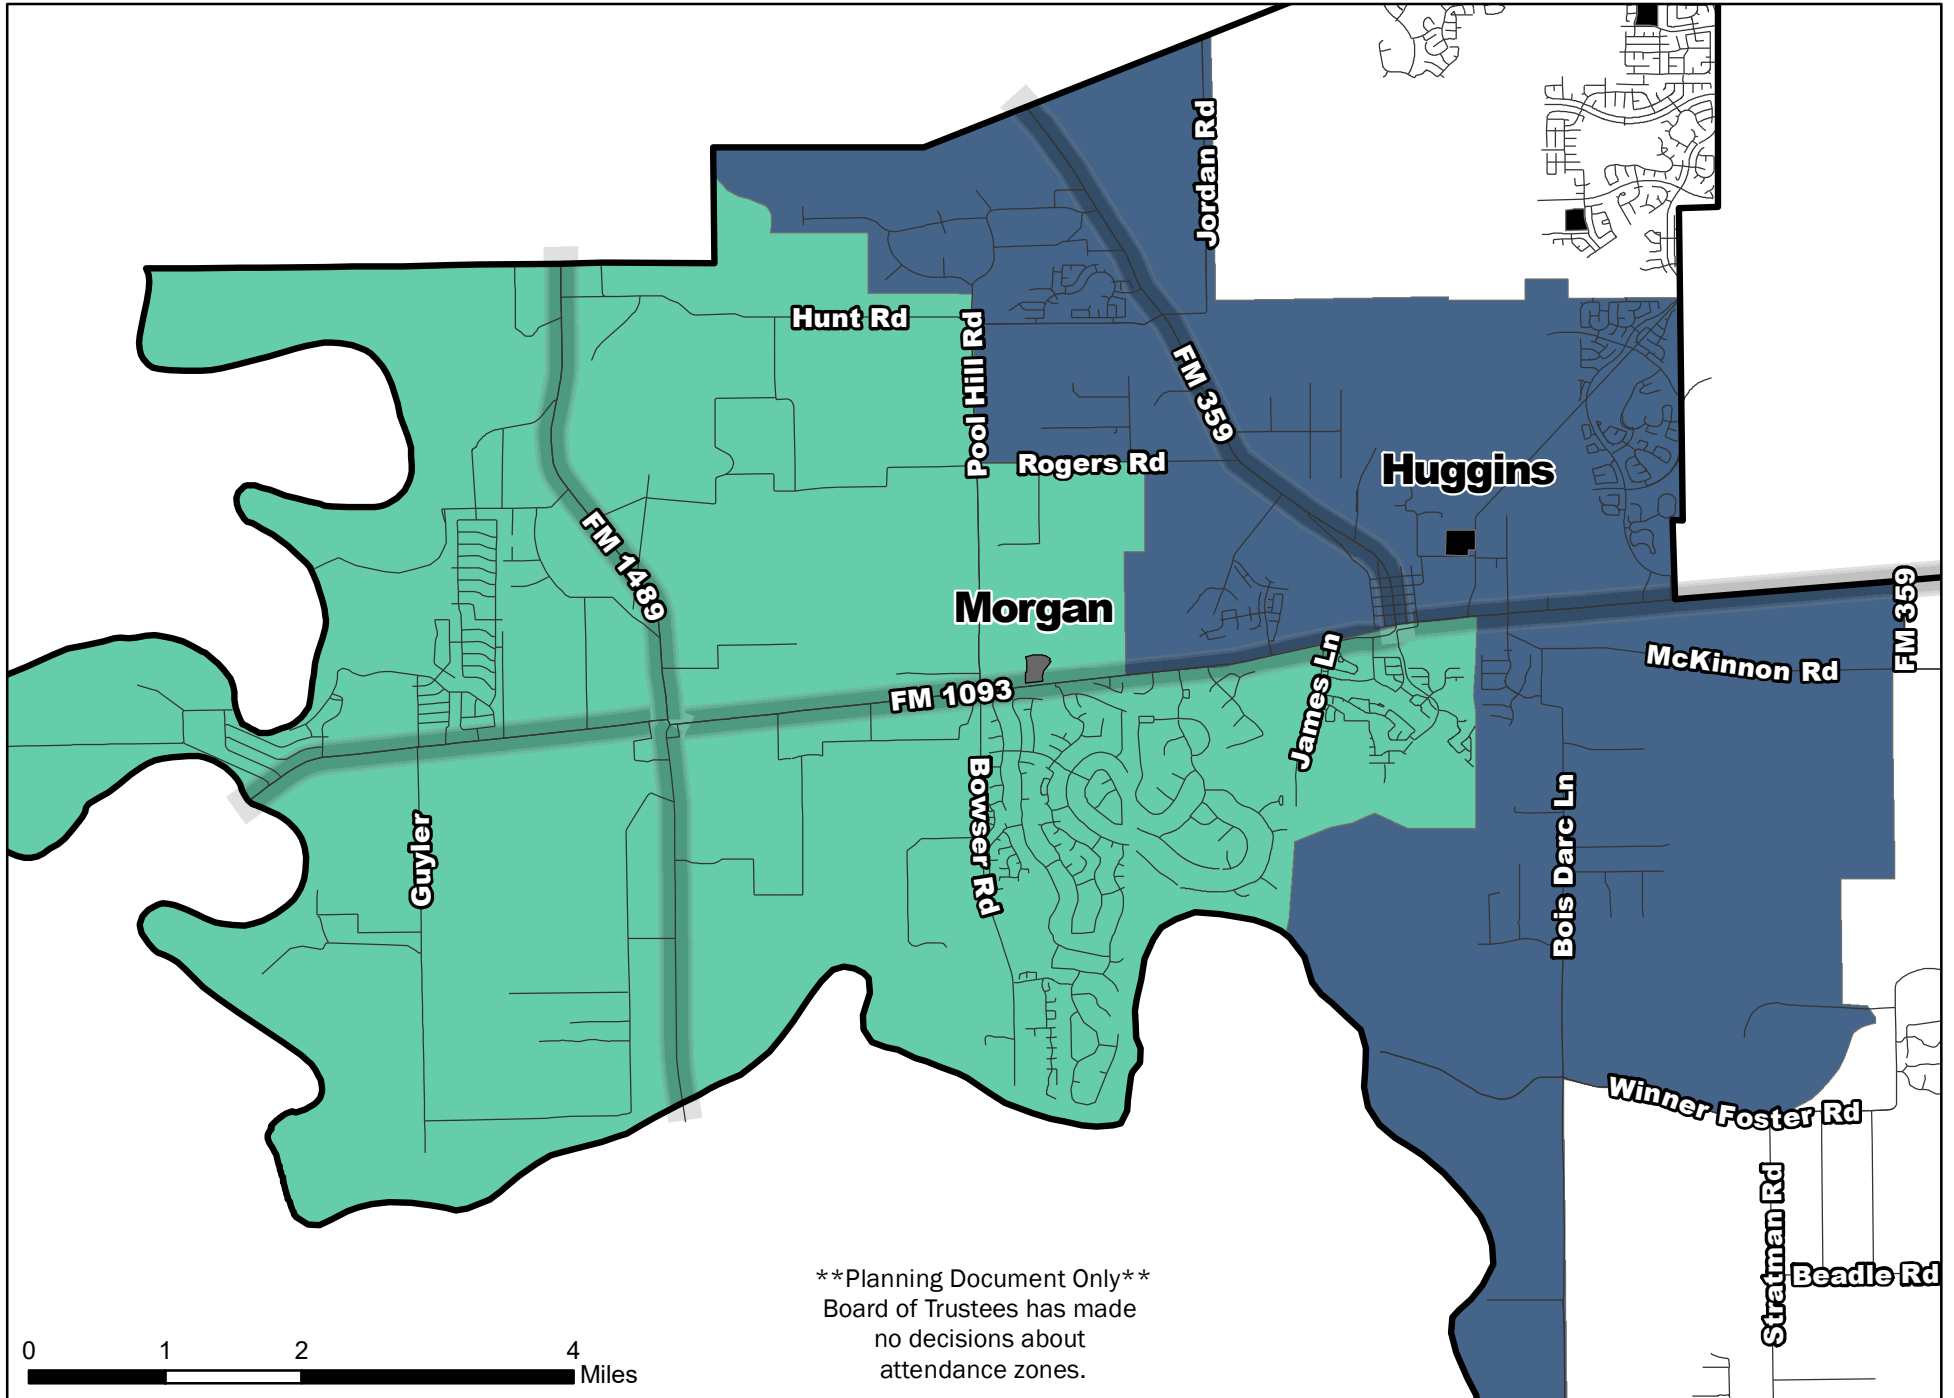 Jordan Rd
Hunt Rd
Pool Hill Rd
FM 359
Rogers Rd
Huggins
FM 1489
Morgan
FM 359
James Ln
McKinnon Rd
FM 1093
Guyler
Bowser Rd
Bois Darc Ln
Winner Foster Rd
Stratman Rd
Beadle Rd
**Planning Document Only**
Board of Trustees has made
no decisions about
attendance zones.
0 1 2 4
Miles